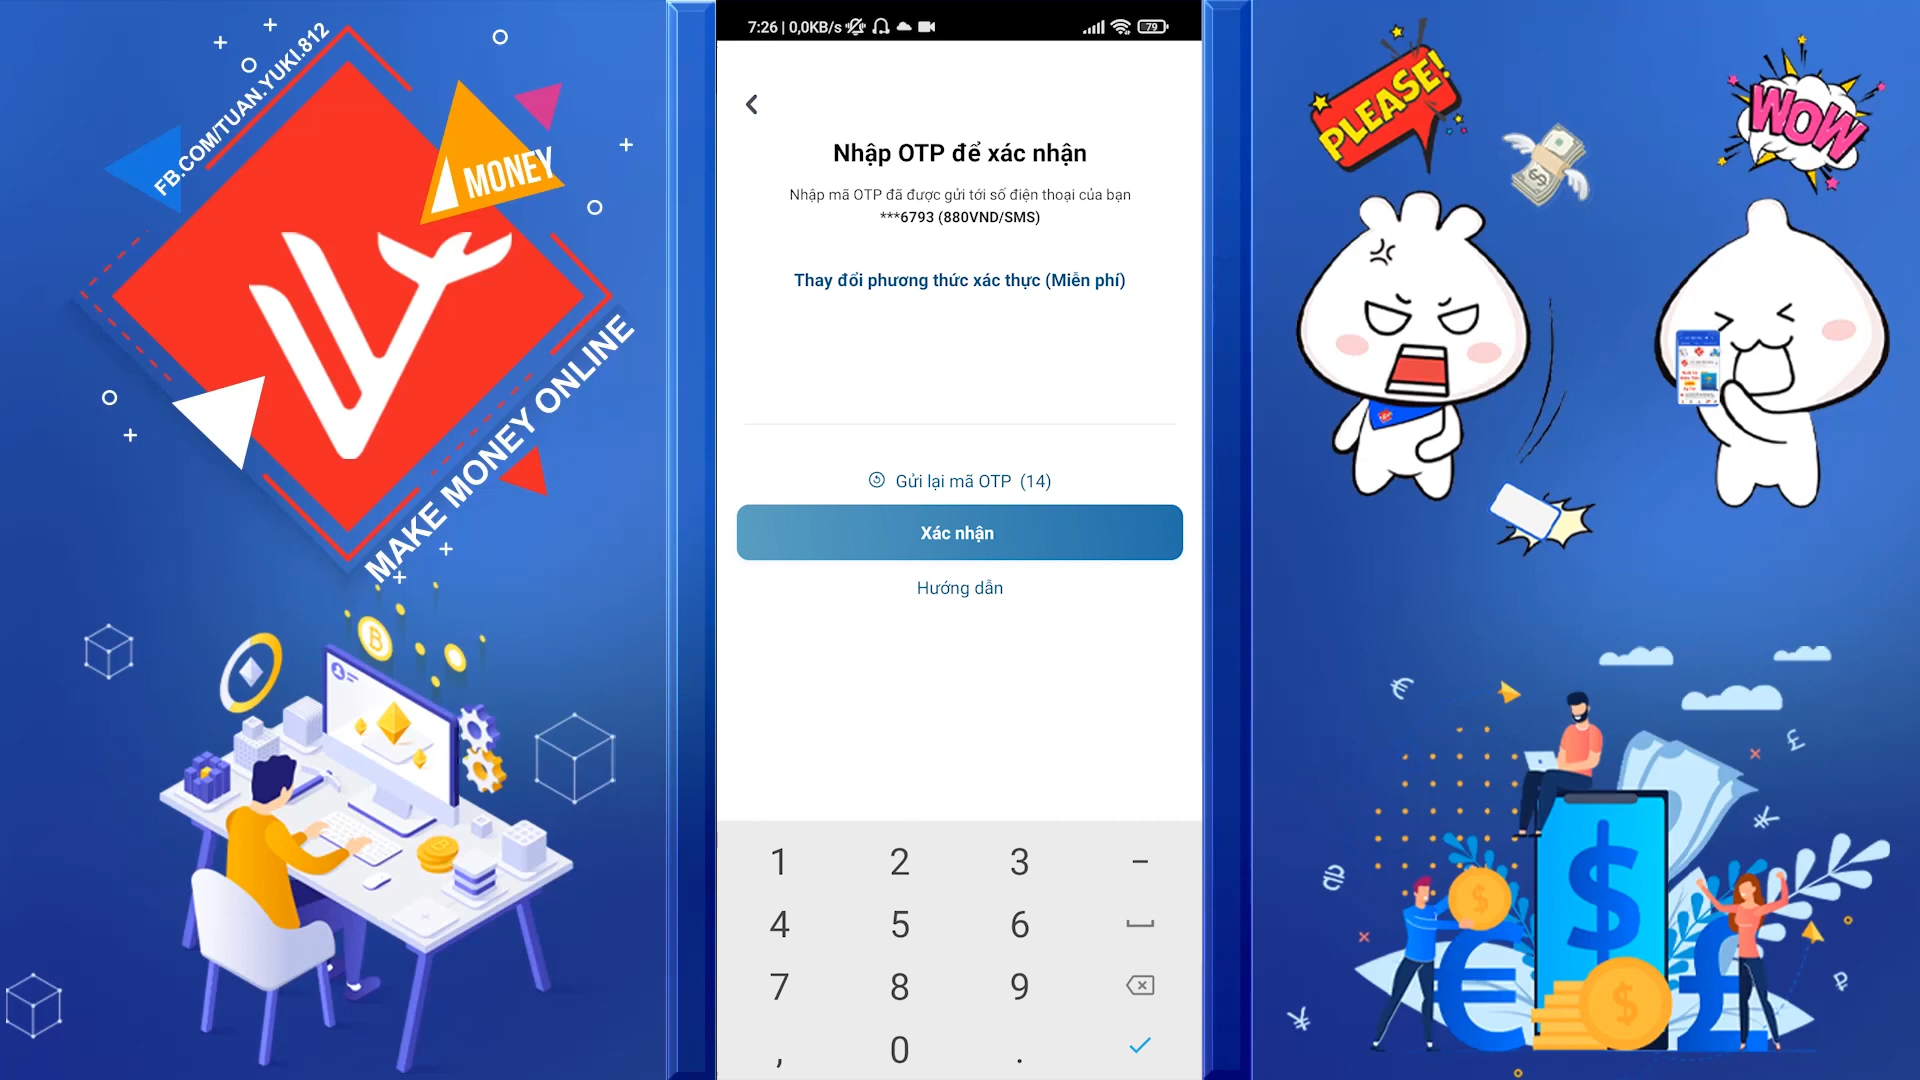 FB.COM/TUAN.YUKI.812
MONEY
MAKE MONEY ONLINE
7:26 | 0,0KB/s
79
Nhập OTP để xác nhận
Nhập mã OTP đã được gửi tới số điện thoại của bạn
***6793 (880VND/SMS)
Thay đổi phương thức xác thực (Miễn phí)
Gửi lại mã OTP (14)
Xác nhận
Hướng dẫn
1 2 3 −
4 5 6
7 8 9
, 0 .
PLEASE!
WOW